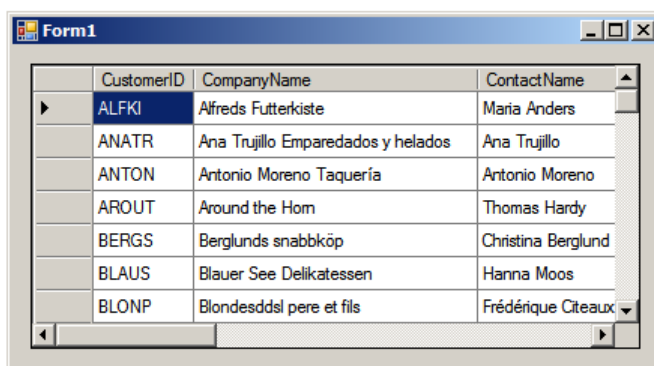 Form1
CustomerID CompanyName ContactName
ALFKI Alfreds Futterkiste Maria Anders
ANATR Ana Trujillo Emparedados y helados Ana Trujillo
ANTON Antonio Moreno Taquería Antonio Moreno
AROUT Around the Horn Thomas Hardy
BERGS Berglunds snabbköp Christina Berglund
BLAUS Blauer See Delikatessen Hanna Moos
BLONP Blondesddsl pere et fils Frédérique Citeaux